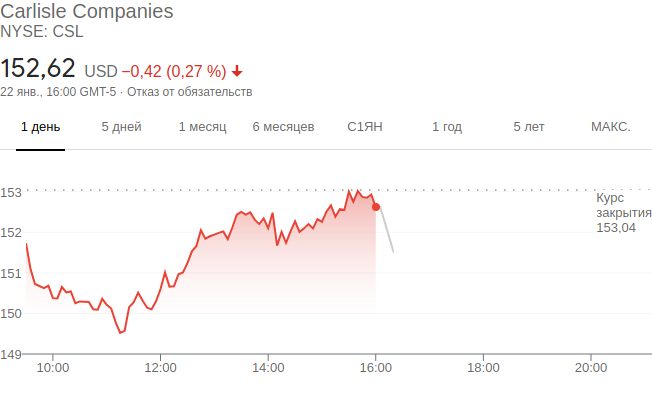 Carlisle Companies
NYSE: CSL
152,62 USD −0,42 (0,27 %)
22 янв., 16:00 GMT-5 · Отказ от обязательств
1 день 5 дней 1 месяц 6 месяцев С1ЯН 1 год 5 лет МАКС.
153
Курс
закрытия
153,04
152
151
150
149
10:00 12:00 14:00 16:00 18:00 20:00